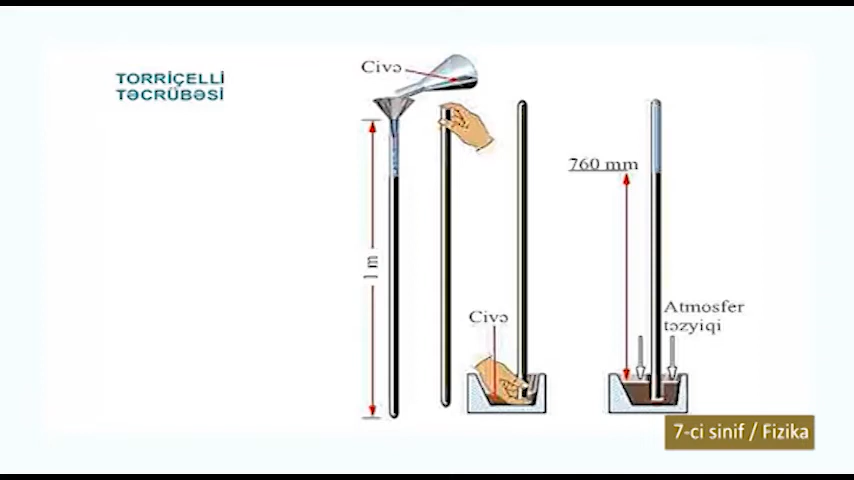 TORRİÇELLİ
TƏCRÜBƏSİ
Civə
1 m
Civə
760 mm
Atmosfer
təzyiqi
7-ci sinif / Fizika